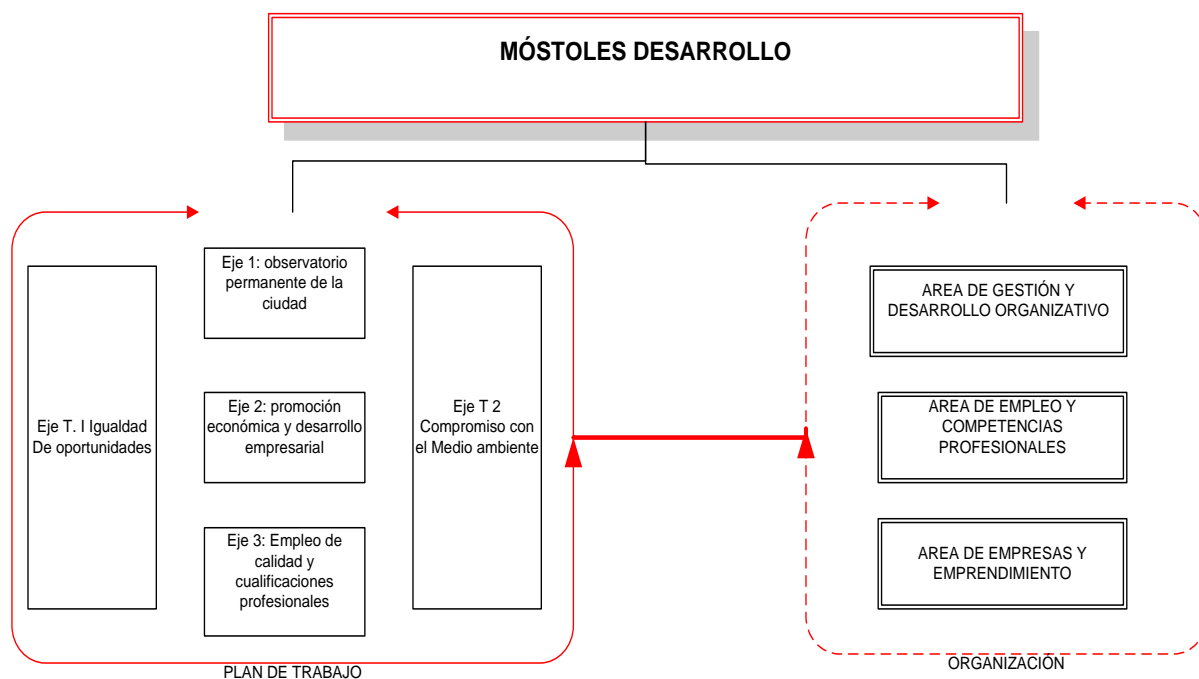 MÓSTOLES DESARROLLO
Eje T. I Igualdad
De oportunidades
Eje 1: observatorio
permanente de la
ciudad
Eje 2: promoción
económica y desarrollo
empresarial
Eje 3: Empleo de
calidad y
cualificaciones
profesionales
Eje T 2
Compromiso con
el Medio ambiente
PLAN DE TRABAJO
AREA DE GESTIÓN Y
DESARROLLO ORGANIZATIVO
AREA DE EMPLEO Y
COMPETENCIAS
PROFESIONALES
AREA DE EMPRESAS Y
EMPRENDIMIENTO
ORGANIZACIÓN